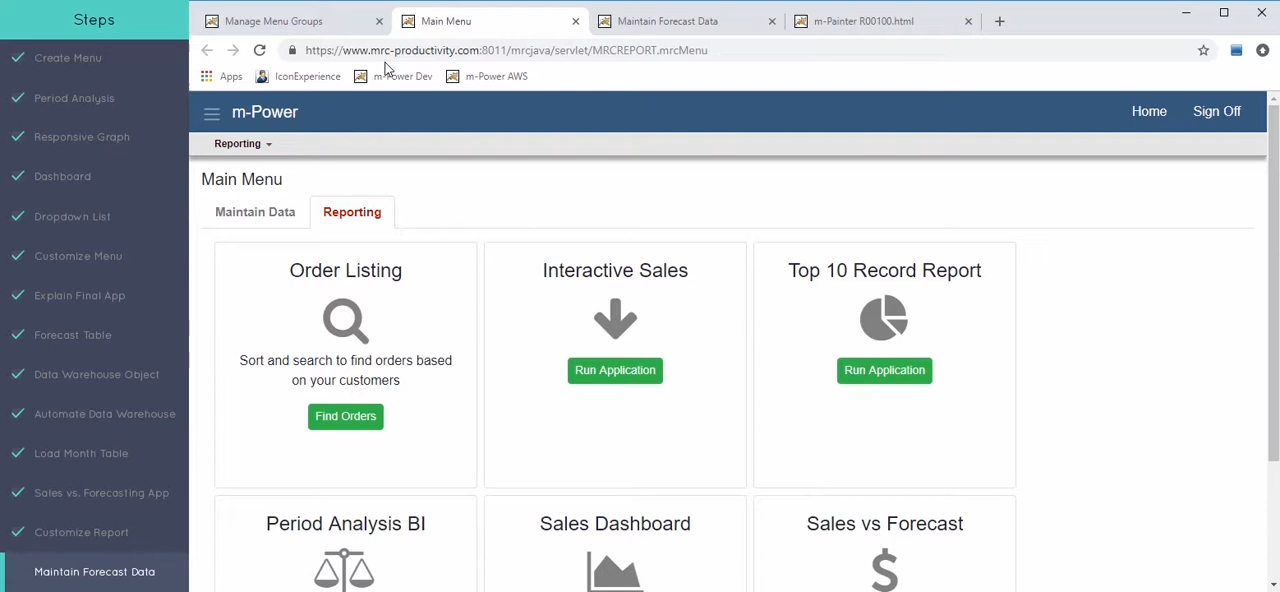 Steps
Create Menu
Period Analysis
Responsive Graph
Dashboard
Dropdown List
Customize Menu
Explain Final App
Forecast Table
Data Warehouse Object
Automate Data Warehouse
Load Month Table
Sales vs. Forecasting App
Customize Report
Maintain Forecast Data
Manage Menu Groups
Main Menu
Maintain Forecast Data
m-Painter R00100.html
https://www.mrc-productivity.com:8011/mrcjava/servlet/MRCREPORT.mrcMenu
Apps
IconExperience
m-Power Dev
m-Power AWS
m-Power
Home
Sign Off
Reporting
Main Menu
Maintain Data
Reporting
Order Listing
Sort and search to find orders based
on your customers
Find Orders
Interactive Sales
Run Application
Top 10 Record Report
Run Application
Period Analysis BI
Sales Dashboard
Sales vs Forecast